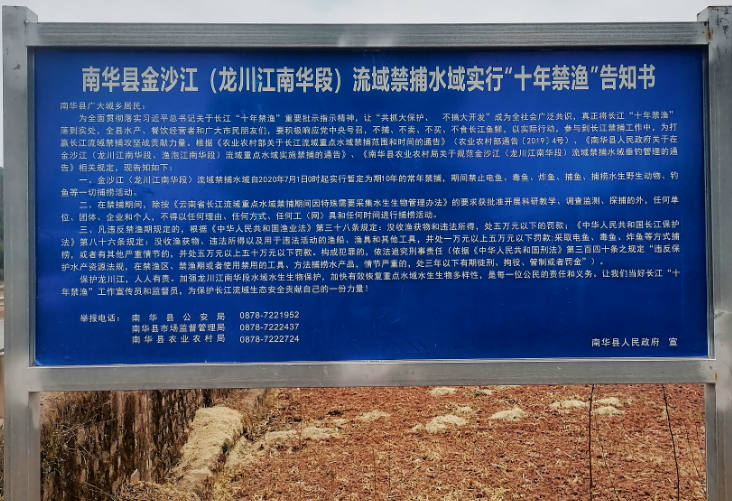 南华县金沙江（龙川江南华段）流域禁捕水域实行“十年禁渔”告知书
南华县广大城乡居民：
为全面贯彻落实习近平总书记关于长江“十年禁渔”重要批示指示精神，让“共抓大保护、 不搞大开发”成为全社会广泛共识，真正将长江“十年禁渔”
落到实处，全县水产、餐饮经营者和广大市民朋友们，要积极响应党中央号召，不捕、不卖、不买、不食长江鱼鲜，以实际行动，参与到长江禁捕工作中，为打
赢长江流域禁捕攻坚战贡献力量。根据《农业农村部关于长江流域重点水域禁捕范围和时间的通告》（农业农村部通告〔2019〕4号）、《南华县人民政府关于在
金沙江（龙川江南华段、渔泡江南华段）流域重点水域实施禁捕的通告》、《南华县农业农村局关于规范金沙江（龙川江南华段）流域禁捕水域垂钓管理的通
告》相关规定，现告知如下：
一、金沙江（龙川江南华段）流域禁捕水域自2020年7月1日0时起实行暂定为期10年的常年禁捕，期间禁止电鱼、毒鱼、炸鱼、捕鱼、捕捞水生野生动物、钓
鱼等一切捕捞活动。
二、在禁捕期间，除按《云南省长江流域重点水域禁捕期间因特殊需要采集水生生物管理办法》的要求获批准开展科研教学、调查监测、探捕的外，任何单
位、团体、企业和个人，不得以任何理由、任何方式、任何工（网）具和任何时间进行捕捞活动。
三、凡违反禁渔期规定的，根据《中华人民共和国渔业法》第三十八条规定：没收渔获物和违法所得，处五万元以下的罚款；《中华人民共和国长江保护
法》第八十六条规定：没收渔获物、违法所得以及用于违法活动的渔船、渔具和其他工具，并处一万元以上五万元以下罚款；采取电鱼、毒鱼、炸鱼等方式捕
捞，或者有其他严重情节的，并处五万元以上五十万元以下罚款。构成犯罪的，依法追究刑事责任（依据《中华人民共和国刑法》第三百四十条之规定“违反保
护水产资源法规，在禁渔区、禁渔期或者使用禁用的工具、方法捕捞水产品，情节严重的，处三年以下有期徒刑、拘役、管制或者罚金”）。
保护龙川江，人人有责。加强龙川江南华段水域水生生物保护，加快有效恢复重点水域水生生物多样性，是每一位公民的责任和义务。让我们当好长江“十
年禁渔”工作宣传员和监督员，为保护长江流域生态安全贡献自己的一份力量！
举报电话： 南华县公安局 0878-7221952
南华县市场监督管理局 0878-7222437
南华县农业农村局 0878-7222724
南华县人民政府 宣